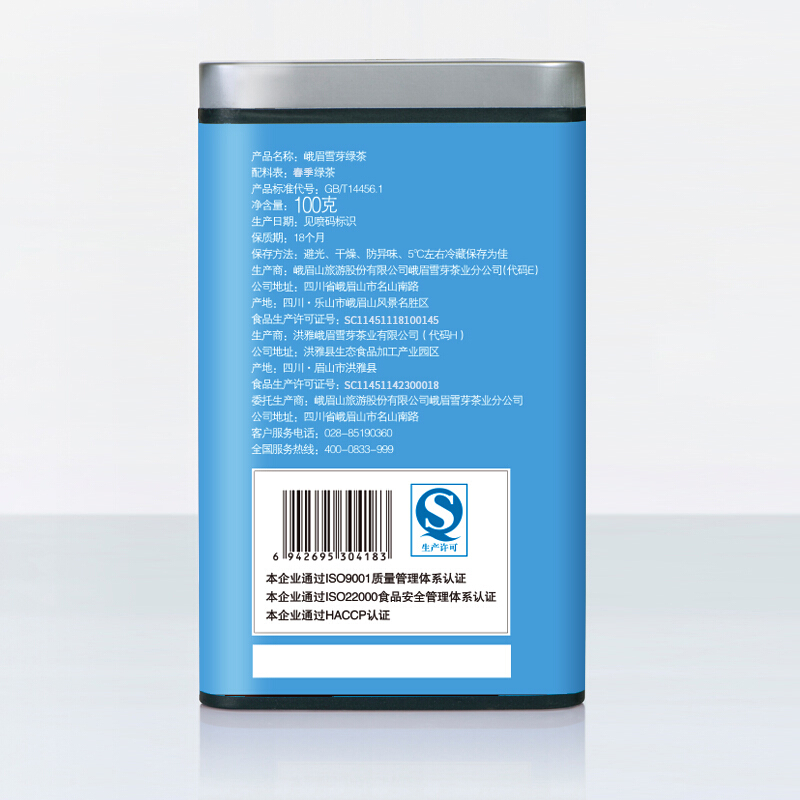 产品名称：峨眉雪芽绿茶
配料表：春季绿茶
产品标准代号：GB/T14456.1
净含量：100克
生产日期：见喷码标识
保质期：18个月
保存方法：避光、干燥、防异味、5℃左右冷藏保存为佳
生产商：峨眉山旅游股份有限公司峨眉雪芽茶业分公司(代码E)
公司地址：四川省峨眉山市名山南路
产地：四川·乐山市峨眉山风景名胜区
食品生产许可证号：SC11451118100145
生产商：洪雅峨眉雪芽茶业有限公司（代码H）
公司地址：洪雅县生态食品加工产业园区
产地：四川·眉山市洪雅县
食品生产许可证号：SC11451142300018
委托生产商：峨眉山旅游股份有限公司峨眉雪芽茶业分公司
公司地址：四川省峨眉山市名山南路
客户服务电话：028-85190360
全国服务热线：400-0833-999
6 942695 304183
生产许可
本企业通过ISO9001质量管理体系认证
本企业通过ISO22000食品安全管理体系认证
本企业通过HACCP认证